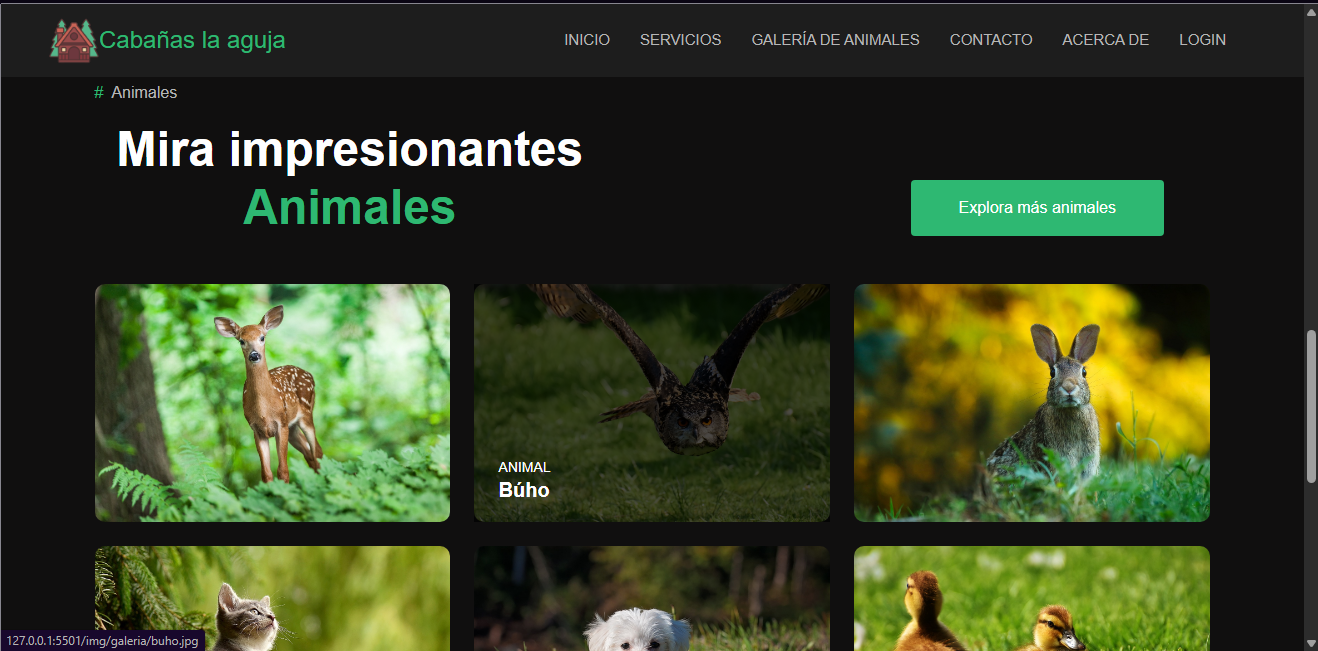 Cabañas la aguja
INICIO
SERVICIOS
GALERÍA DE ANIMALES
CONTACTO
ACERCA DE
LOGIN
# Animales
Mira impresionantes
Animales
Explora más animales
ANIMAL
Búho
127.0.0.1:5501/img/galeria/buho.jpg